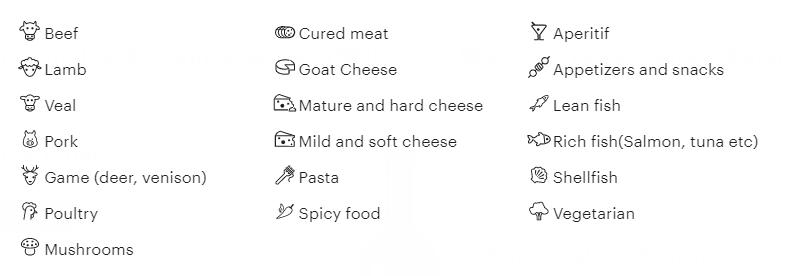 Beef
Lamb
Veal
Pork
Game (deer, venison)
Poultry
Mushrooms
Cured meat
Goat Cheese
Mature and hard cheese
Mild and soft cheese
Pasta
Spicy food
Aperitif
Appetizers and snacks
Lean fish
Rich fish(Salmon, tuna etc)
Shellfish
Vegetarian